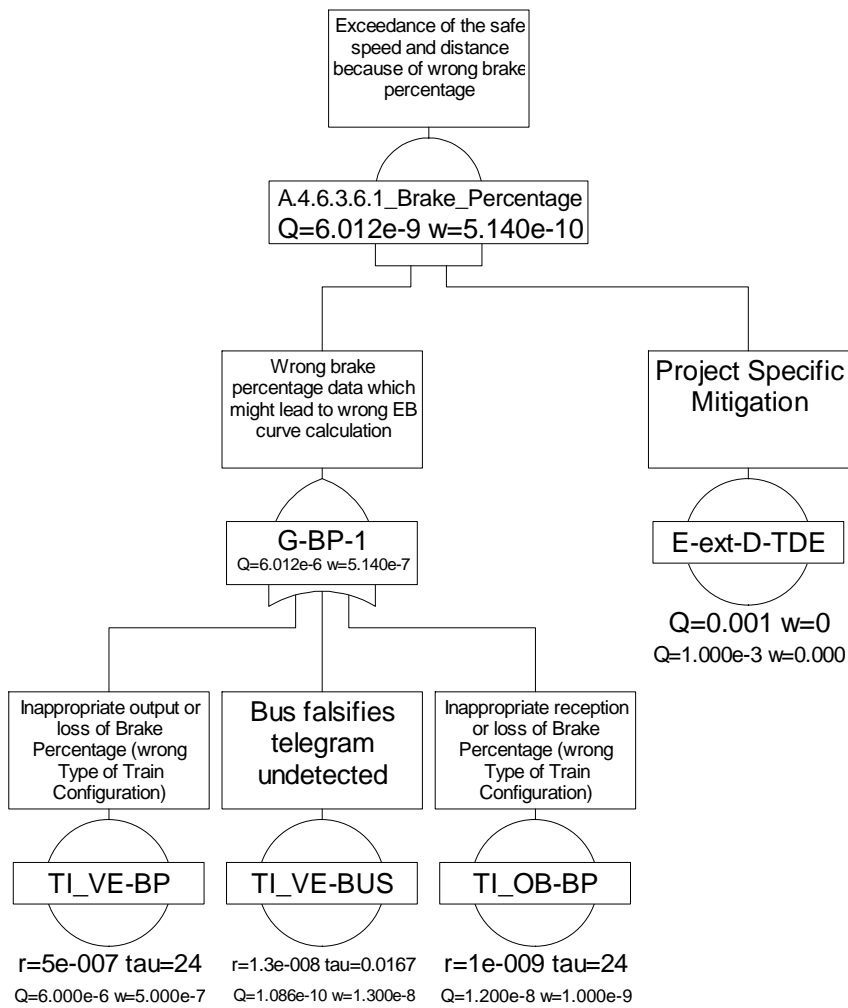 Exceedance of the safe
speed and distance
because of wrong brake
percentage
A.4.6.3.6.1_Brake_Percentage
Q=6.012e-9 w=5.140e-10
Wrong brake
percentage data which
might lead to wrong EB
curve calculation
Project Specific
Mitigation
G-BP-1
Q=6.012e-6 w=5.140e-7
E-ext-D-TDE
Q=0.001 w=0
Q=1.000e-3 w=0.000
Inappropriate output or
loss of Brake
Percentage (wrong
Type of Train
Configuration)
Bus falsifies
telegram
undetected
Inappropriate reception
or loss of Brake
Percentage (wrong
Type of Train
Configuration)
TI_VE-BP
TI_VE-BUS
TI_OB-BP
r=5e-007 tau=24
r=1.3e-008 tau=0.0167
r=1e-009 tau=24
Q=6.000e-6 w=5.000e-7
Q=1.086e-10 w=1.300e-8
Q=1.200e-8 w=1.000e-9